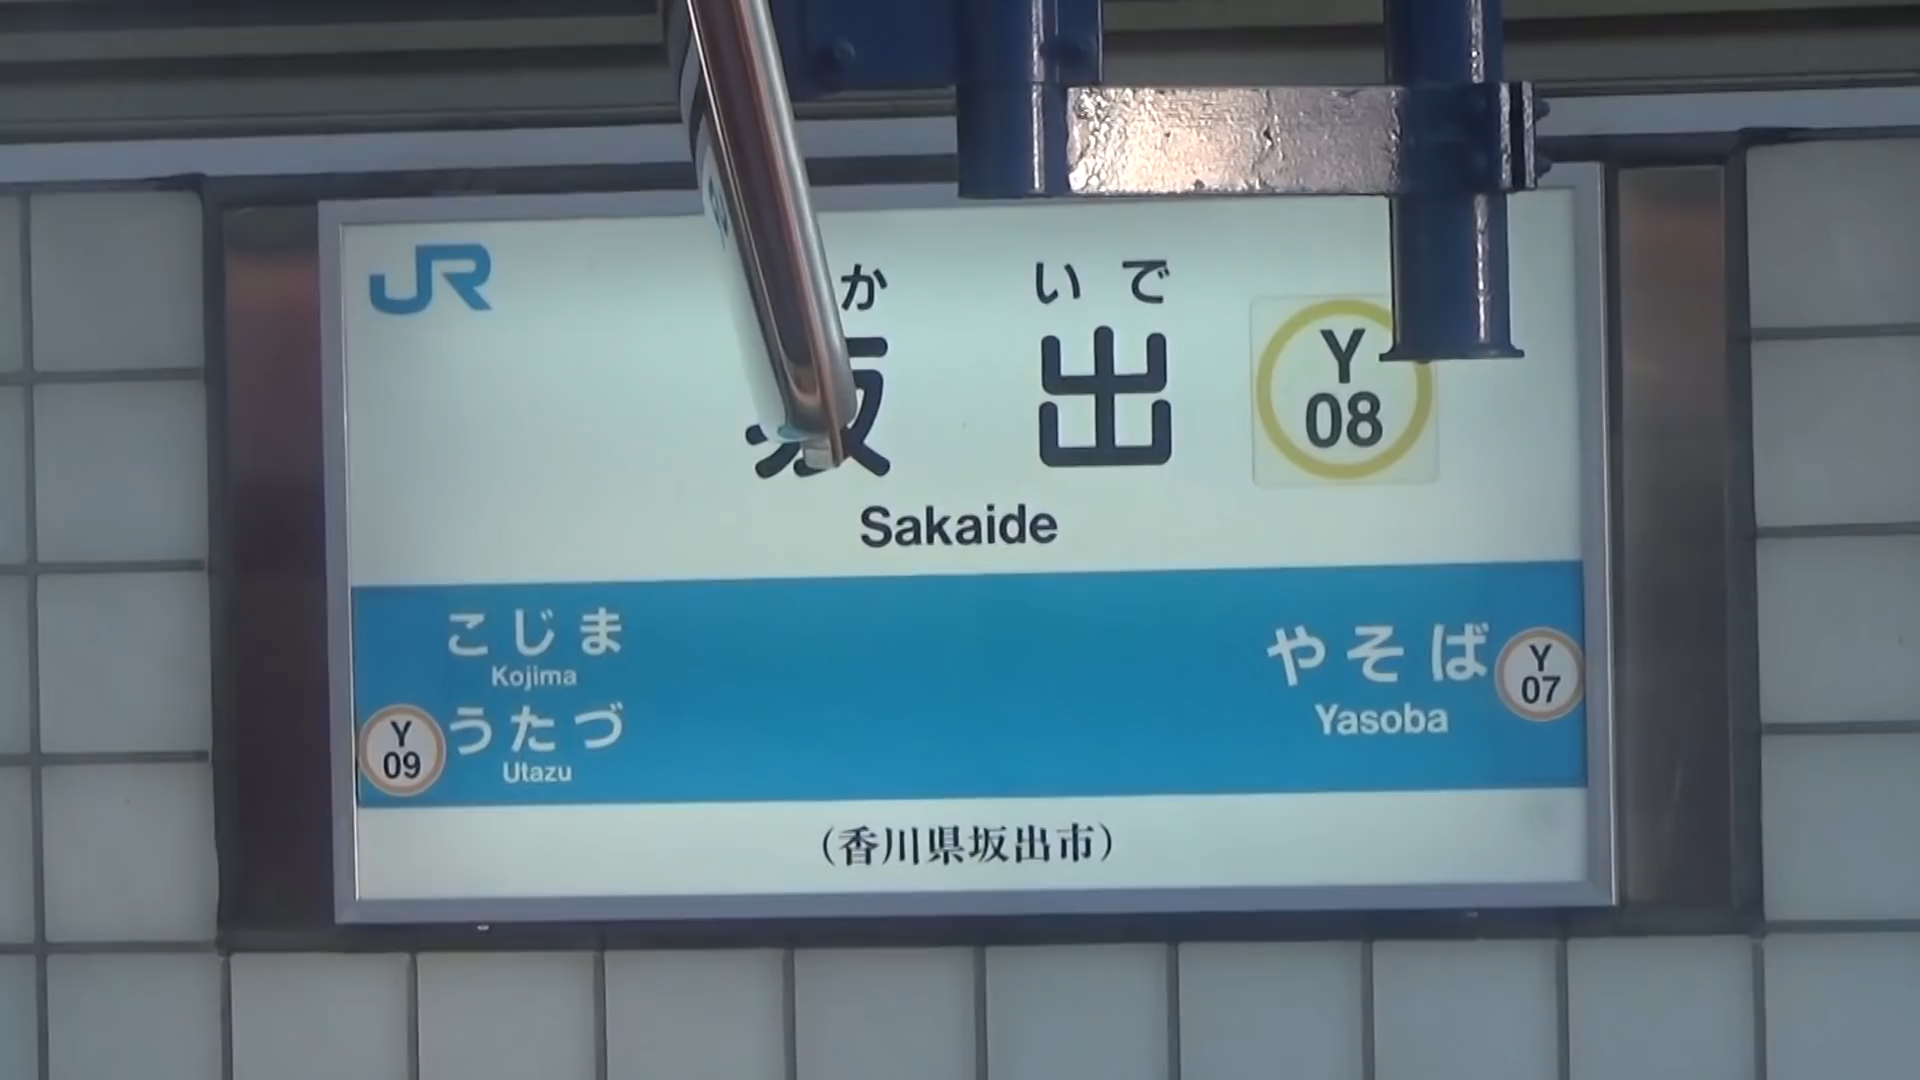 JR
かいで
坂出
Y
08
Sakaide
こじま
Kojima
Y
09
うたづ
Utazu
やそば
Yasoba
Y
07
（香川県坂出市）